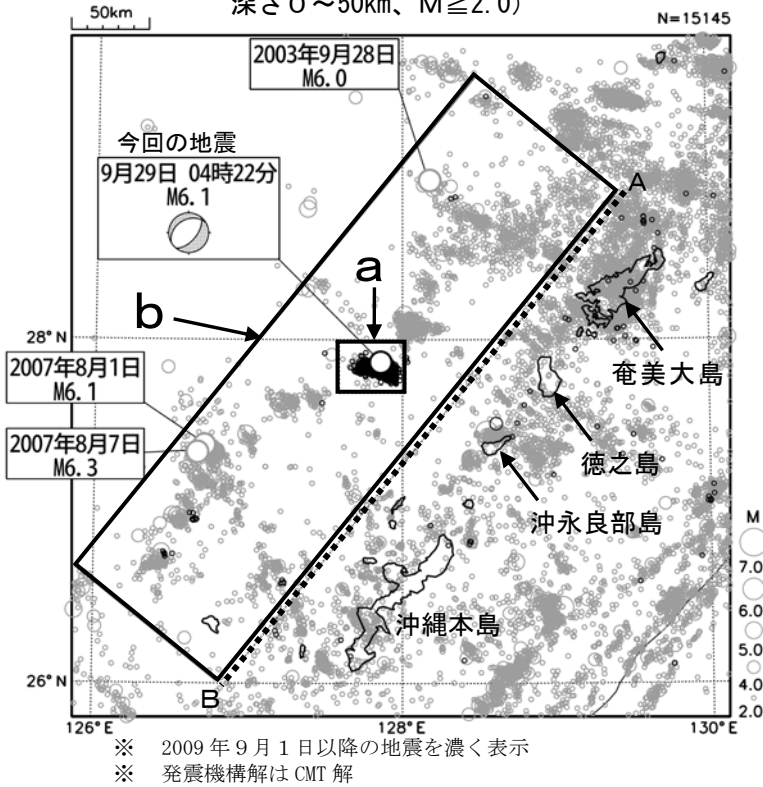 深さ0~50km、M≧2.0)
50km
N=15145
2003年9月28日
M6.0
今回の地震
9月29日 04時22分
M6.1
A
a
b
28°N
奄美大島
2007年8月1日
M6.1
徳之島
2007年8月7日
M6.3
沖永良部島
M
7.0
6.0
5.0
4.0
2.0
沖縄本島
26°N
B
126°E
128°E
130°E
※ 2009年9月1日以降の地震を濃く表示
※ 発震機構解はCMT解